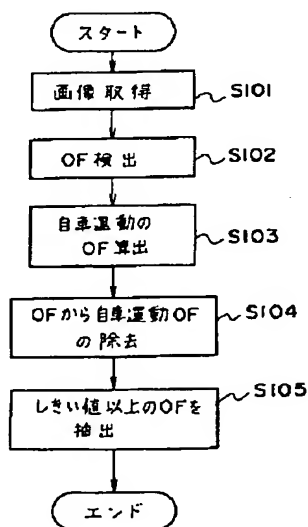 スタート
画像取得
S101
OF検出
S102
自車運動の
OF算出
S103
OFから自車運動OF
の除去
S104
しきい値以上のOFを
抽出
S105
エンド